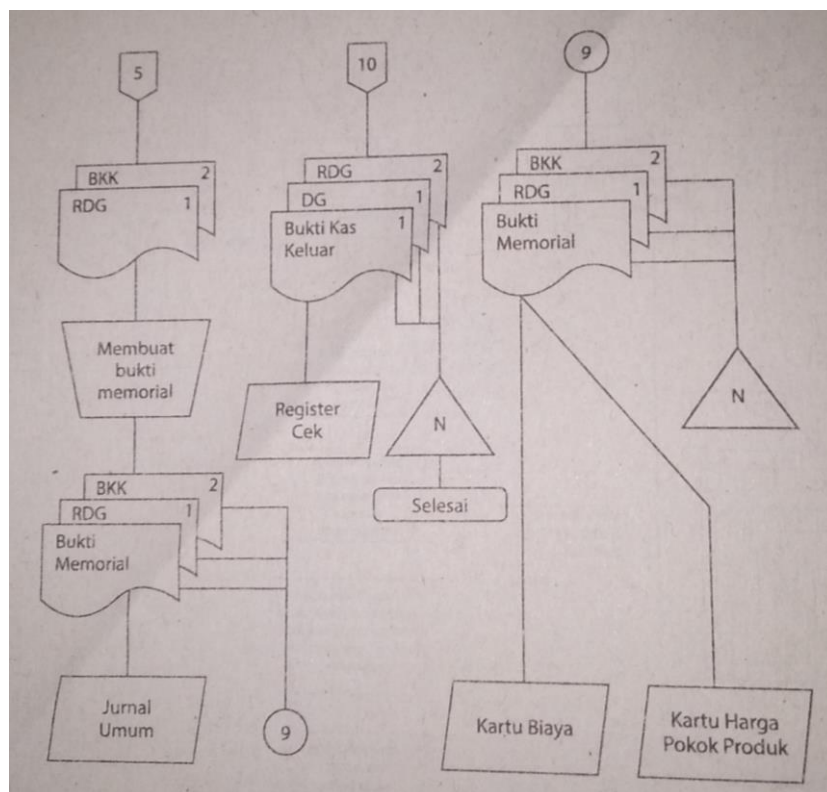 5
BKK 2
RDG 1
Membuat
bukti
memorial
BKK 2
RDG 1
Bukti
Memorial
Jurnal
Umum
9
10
RDG 2
DG 1
Bukti Kas 1
Keluar
Register
Cek
N
Selesai
9
BKK 2
RDG 1
Bukti
Memorial
N
Kartu Biaya
Kartu Harga
Pokok Produk